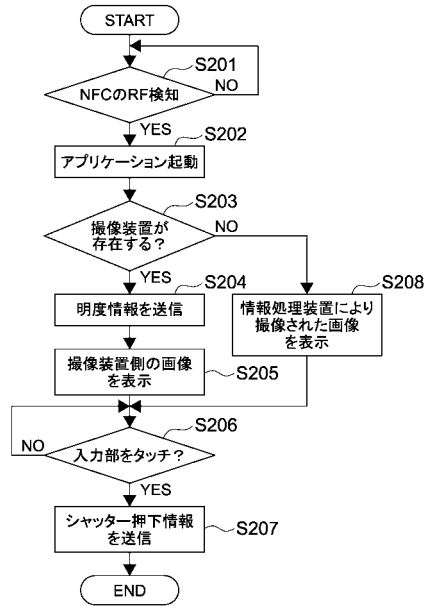 START
S201
NFCのRF検知
NO
YES
S202
アプリケーション起動
S203
撮像装置が
存在する？
NO
YES
S204
明度情報を送信
S208
情報処理装置により
撮像された画像
を表示
撮像装置側の画像
を表示
S205
S206
入力部をタッチ？
NO
YES
シャッター押下情報
を送信
S207
END